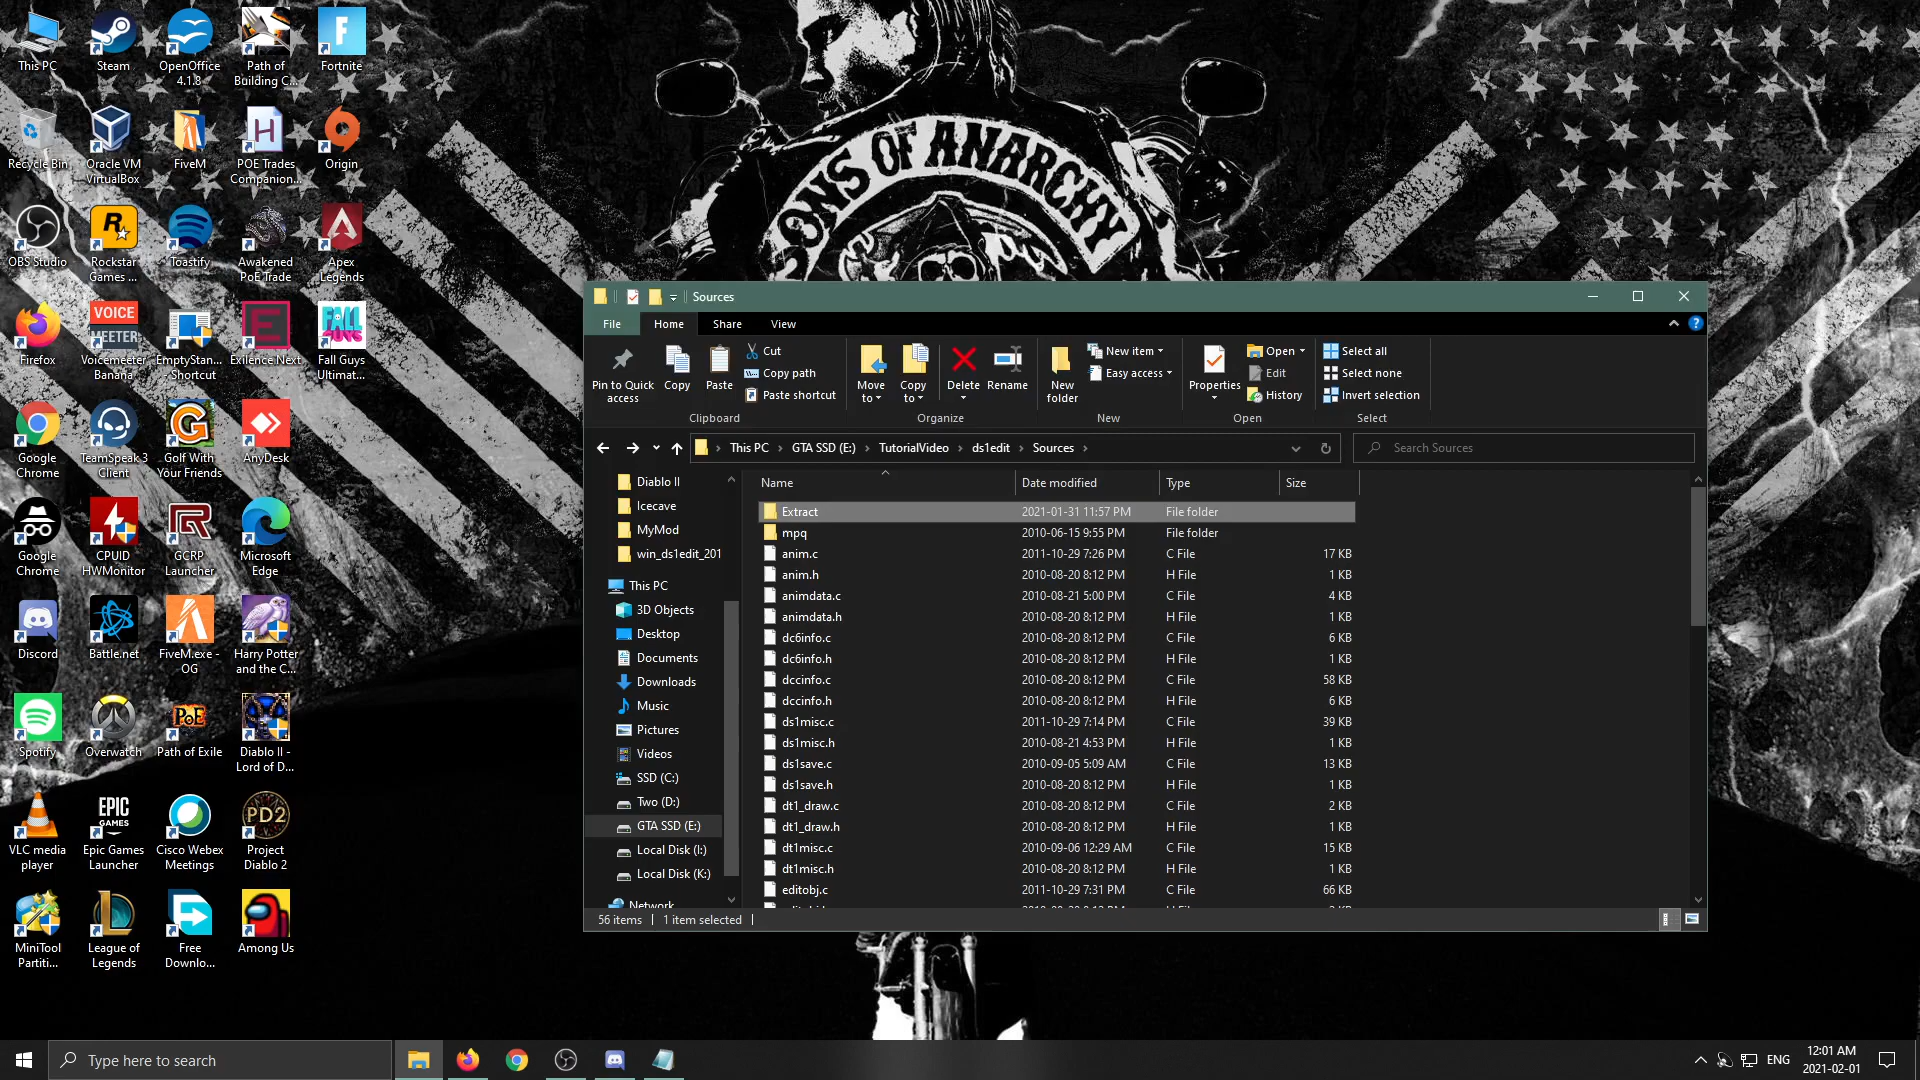 This PC
Steam
OpenOffice
4.1.8
Path of
Building C...
Fortnite
Recycle Bin
Oracle VM
VirtualBox
FiveM
POE Trades
Companion...
Origin
OBS Studio
Rockstar
Games ...
Toastify
Awakened
PoE Trade
Apex
Legends
VOICE
MEETER
FALL
GUYS
Firefox
Voicemeeter
Banana
EmptyStan...
- Shortcut
Exilence Next
Fall Guys
Ultimat...
Google
Chrome
TeamSpeak 3
Client
Golf With
Your Friends
AnyDesk
Google
Chrome
CPUID
HWMonitor
GCRP
Launcher
Microsoft
Edge
Discord
Battle.net
FiveM.exe -
OG
Harry Potter
and the C...
Spotify
Overwatch
PoE
Path of Exile
Diablo II -
Lord of D...
EPIC
GAMES
PD2
VLC media
player
Epic Games
Launcher
Cisco Webex
Meetings
Project
Diablo 2
MiniTool
Partiti...
League of
Legends
Free
Downlo...
Among Us
SONS OF ANARCHY
Sources
File
Home
Share
View
Pin to Quick
access
Copy
Paste
Cut
Copy path
Paste shortcut
Clipboard
Move
to
Copy
to
Delete
Rename
Organize
New
folder
New item
Easy access
New
Properties
Open
Edit
History
Open
Select all
Select none
Invert selection
Select
This PC
GTA SSD (E:)
TutorialVideo
ds1edit
Sources
Search Sources
Diablo II
Icecave
MyMod
win_ds1edit_201
This PC
3D Objects
Desktop
Documents
Downloads
Music
Pictures
Videos
SSD (C:)
Two (D:)
GTA SSD (E:)
Local Disk (I:)
Local Disk (K:)
Network
Name Date modified Type Size
Extract 2021-01-31 11:57 PM File folder
mpq 2010-06-15 9:55 PM File folder
anim.c 2011-10-29 7:26 PM C File 17 KB
anim.h 2010-08-20 8:12 PM H File 1 KB
animdata.c 2010-08-21 5:00 PM C File 4 KB
animdata.h 2010-08-20 8:12 PM H File 1 KB
dc6info.c 2010-08-20 8:12 PM C File 6 KB
dc6info.h 2010-08-20 8:12 PM H File 1 KB
dccinfo.c 2010-08-20 8:12 PM C File 58 KB
dccinfo.h 2010-08-20 8:12 PM H File 6 KB
ds1misc.c 2011-10-29 7:14 PM C File 39 KB
ds1misc.h 2010-08-21 4:53 PM H File 1 KB
ds1save.c 2010-09-05 5:09 AM C File 13 KB
ds1save.h 2010-08-20 8:12 PM H File 1 KB
dt1_draw.c 2010-08-20 8:12 PM C File 2 KB
dt1_draw.h 2010-08-20 8:12 PM H File 1 KB
dt1misc.c 2010-09-06 12:29 AM C File 15 KB
dt1misc.h 2010-08-20 8:12 PM H File 1 KB
editobj.c 2011-10-29 7:31 PM C File 66 KB
56 items
1 item selected
Type here to search
ENG
12:01 AM
2021-02-01